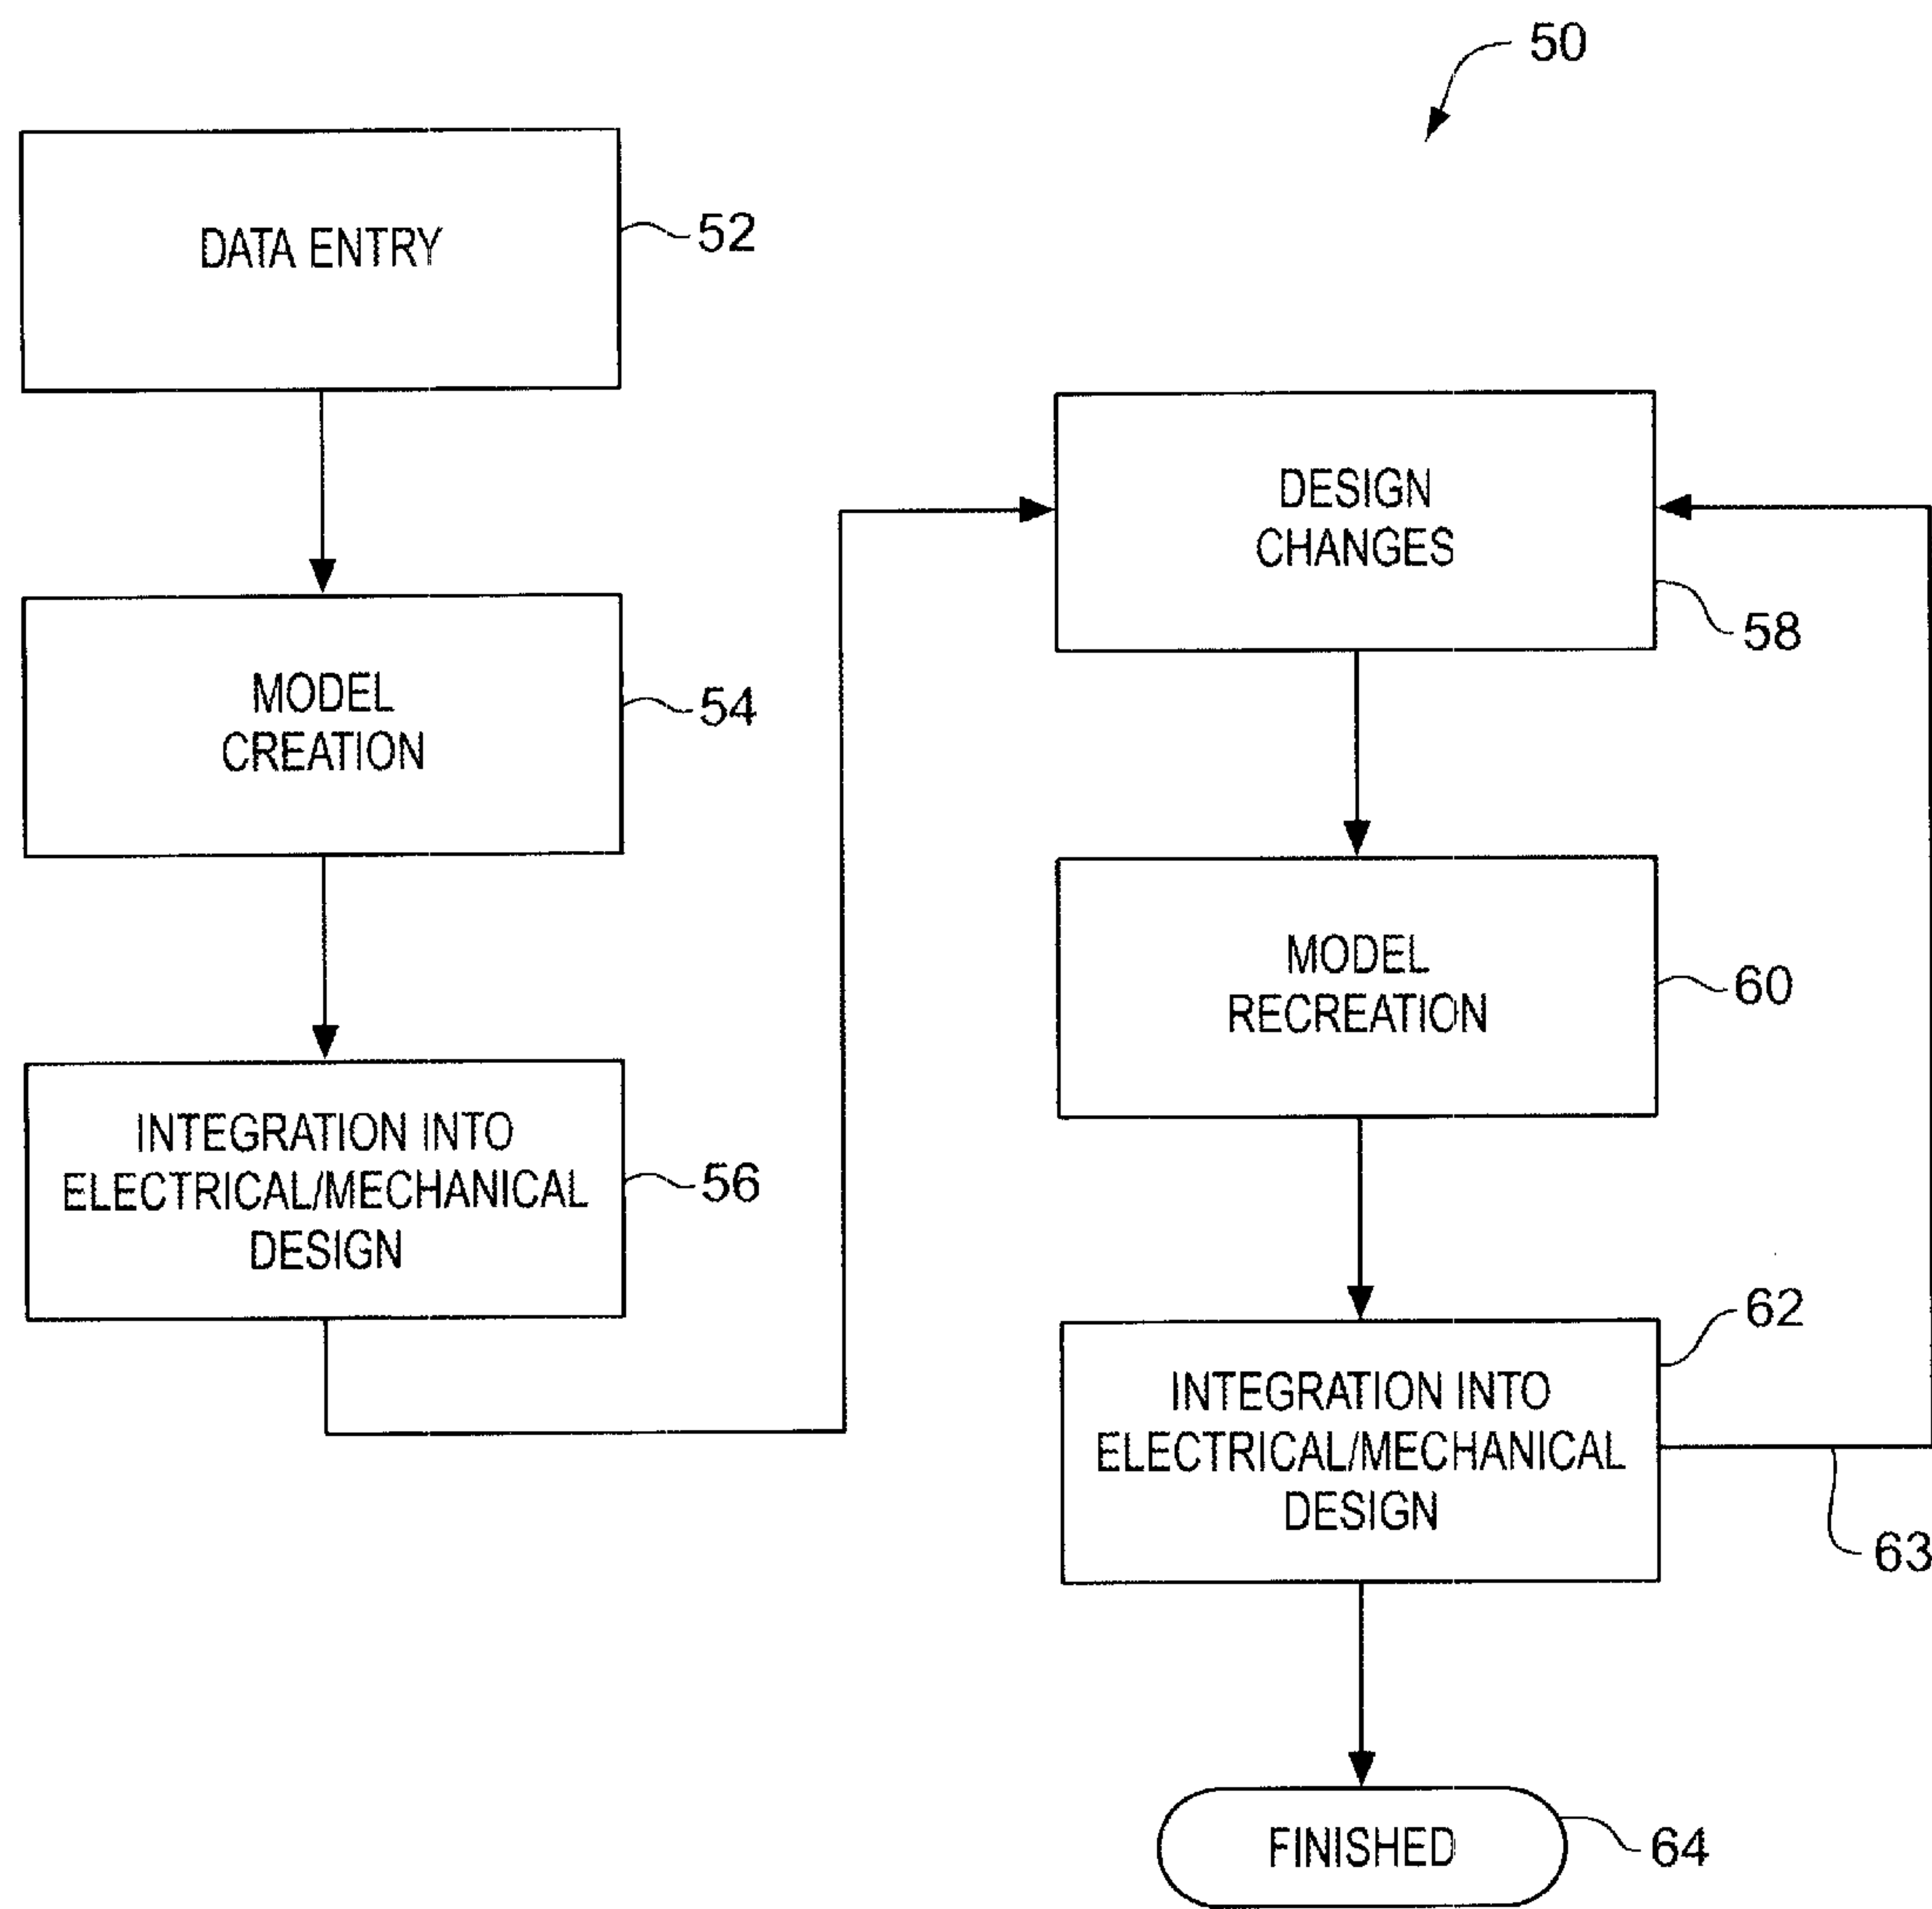 50
DATA ENTRY
52
MODEL
CREATION
54
INTEGRATION INTO
ELECTRICAL/MECHANICAL
DESIGN
56
DESIGN
CHANGES
58
MODEL
RECREATION
60
INTEGRATION INTO
ELECTRICAL/MECHANICAL
DESIGN
62
63
FINISHED
64